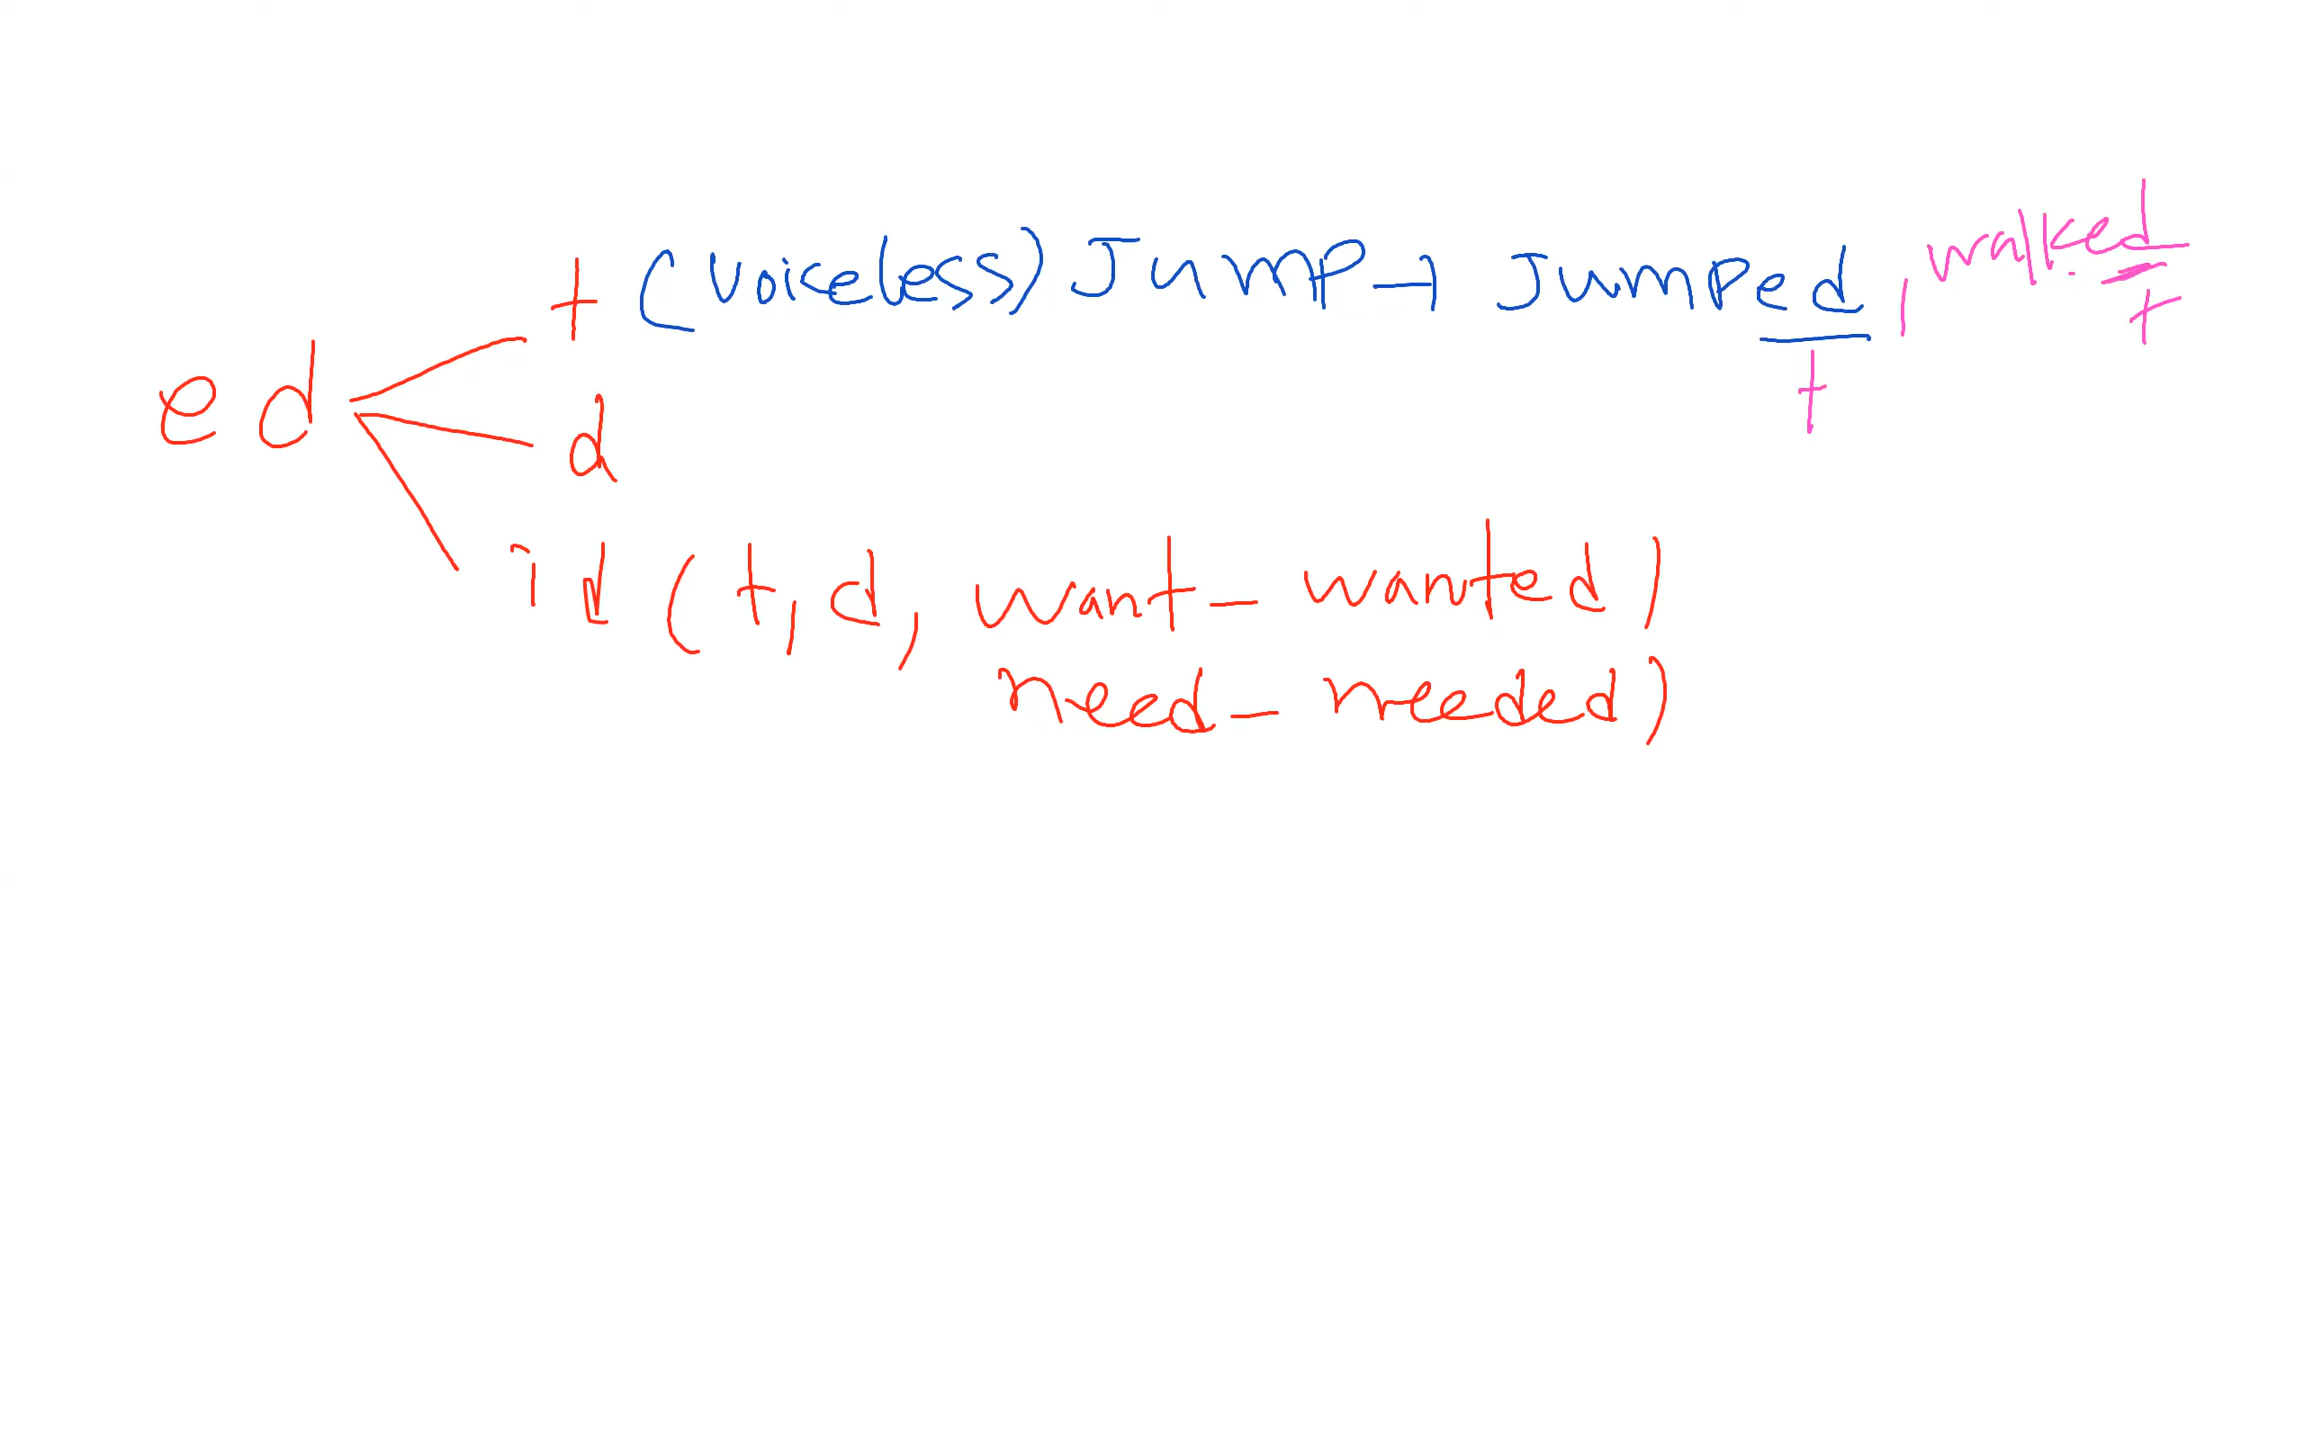 t (voiceless) Jump → Jumped, walked
t
t
ed
d
id (t, d, want - wanted)
need - needed)